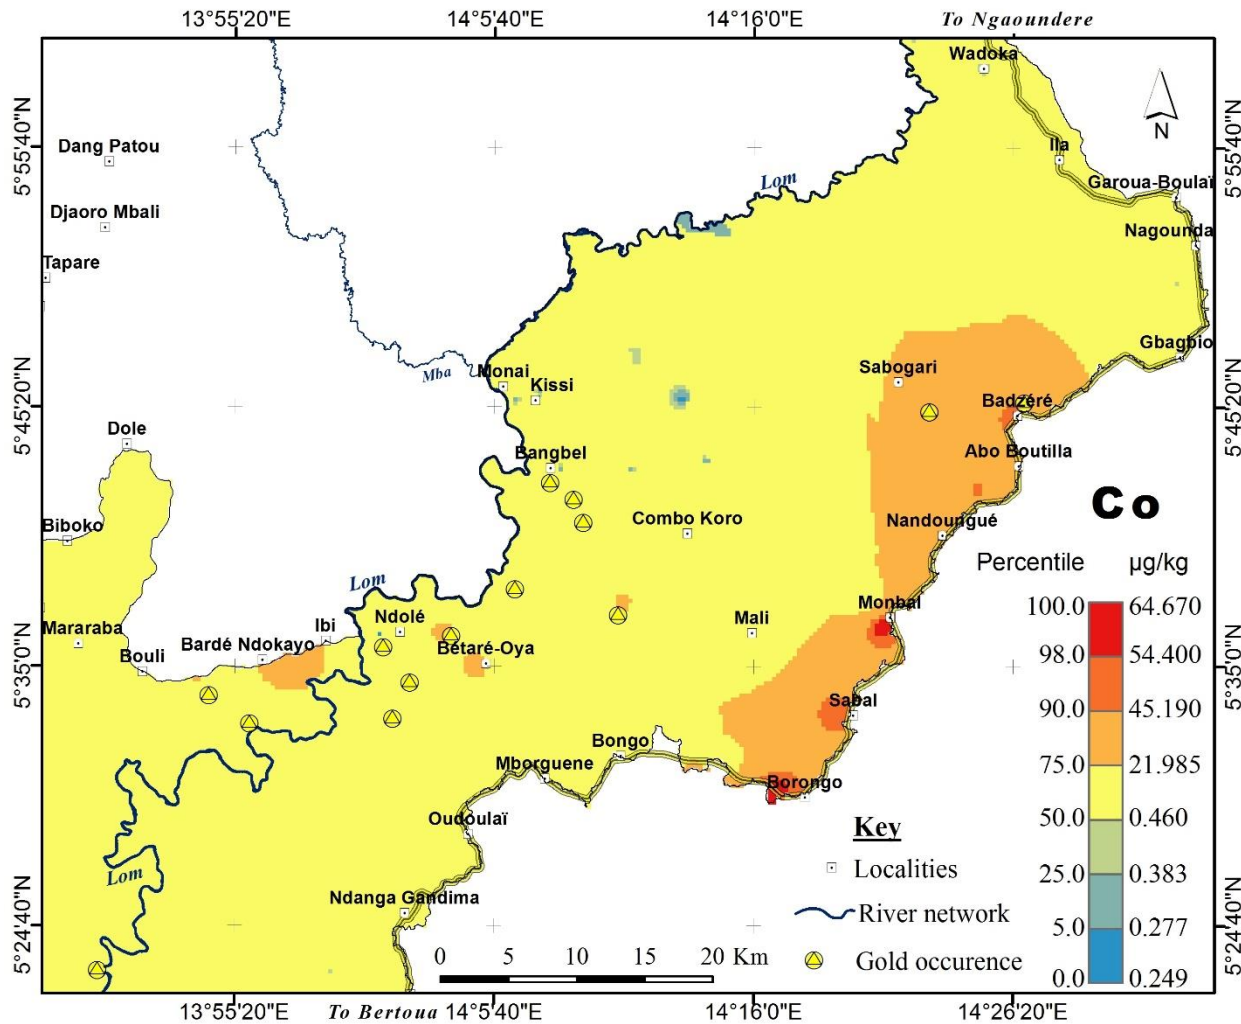 13°55'20"E
14°5'40"E
14°16'0"E
To Ngaoundere
Wadoka
N
5°55'40"N
5°55'40"N
Dang Patou
Ila
Lom
Garoua-Boulaï
Djaoro Mbali
Nagounda
Tapare
Gbagbio
Mba
Monai
Kissi
Sabogari
Badzéré
5°45'20"N
5°45'20"N
Dole
Bangbel
Abo Boutilla
Biboko
Combo Koro
Nandoungué
Co
Percentile
µg/kg
Lom
Ibi
Ndolé
Mali
Monbal
Mararaba
Bouli
Bardé Ndokayo
Bétaré-Oya
5°35'0"N
5°35'0"N
Sabal
Bongo
Mborguene
Borongo
Oudoulaï
Lom
Ndanga Gandima
100.0
64.670
98.0
54.400
90.0
45.190
75.0
21.985
50.0
0.460
25.0
0.383
5.0
0.277
0.0
0.249
Key
Localities
River network
Gold occurence
5°24'40"N
5°24'40"N
0 5 10 15 20 Km
13°55'20"E
To Bertoua
14°5'40"E
14°16'0"E
14°26'20"E